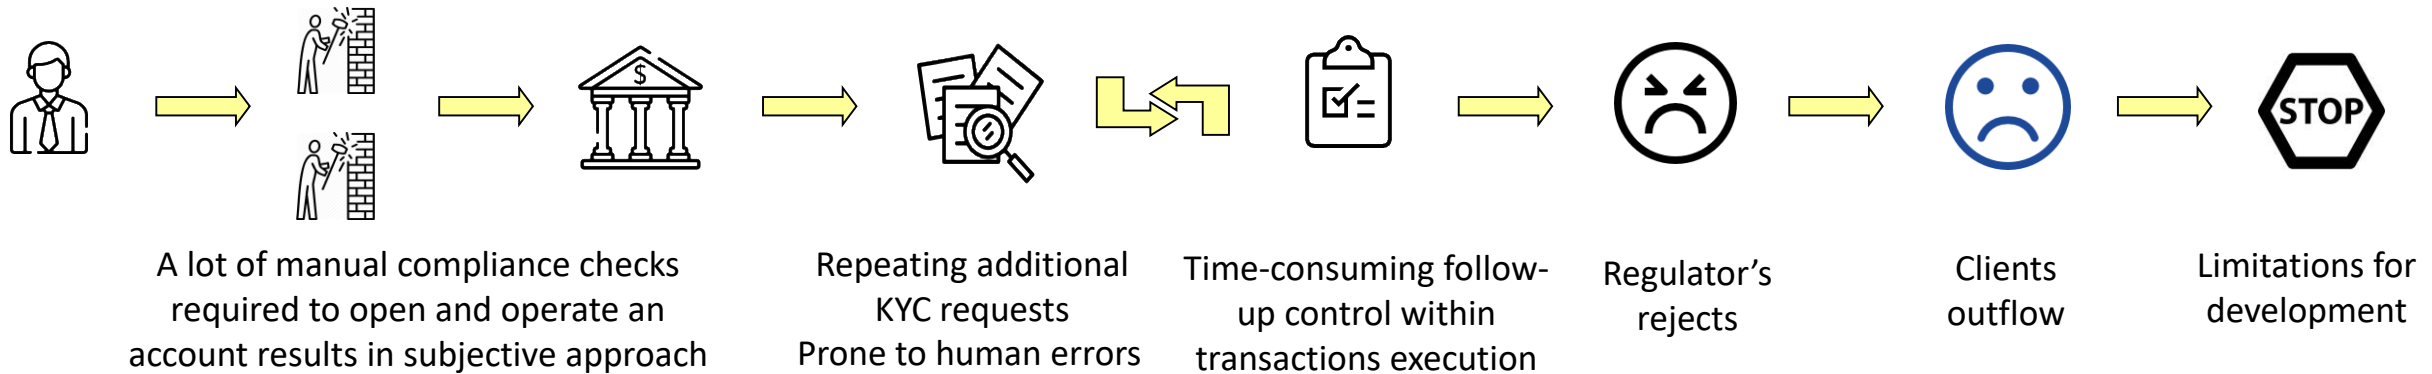 $
STOP
A lot of manual compliance checks
required to open and operate an
account results in subjective approach
Repeating additional
KYC requests
Prone to human errors
Time-consuming follow-
up control within
transactions execution
Regulator’s
rejects
Clients
outflow
Limitations for
development